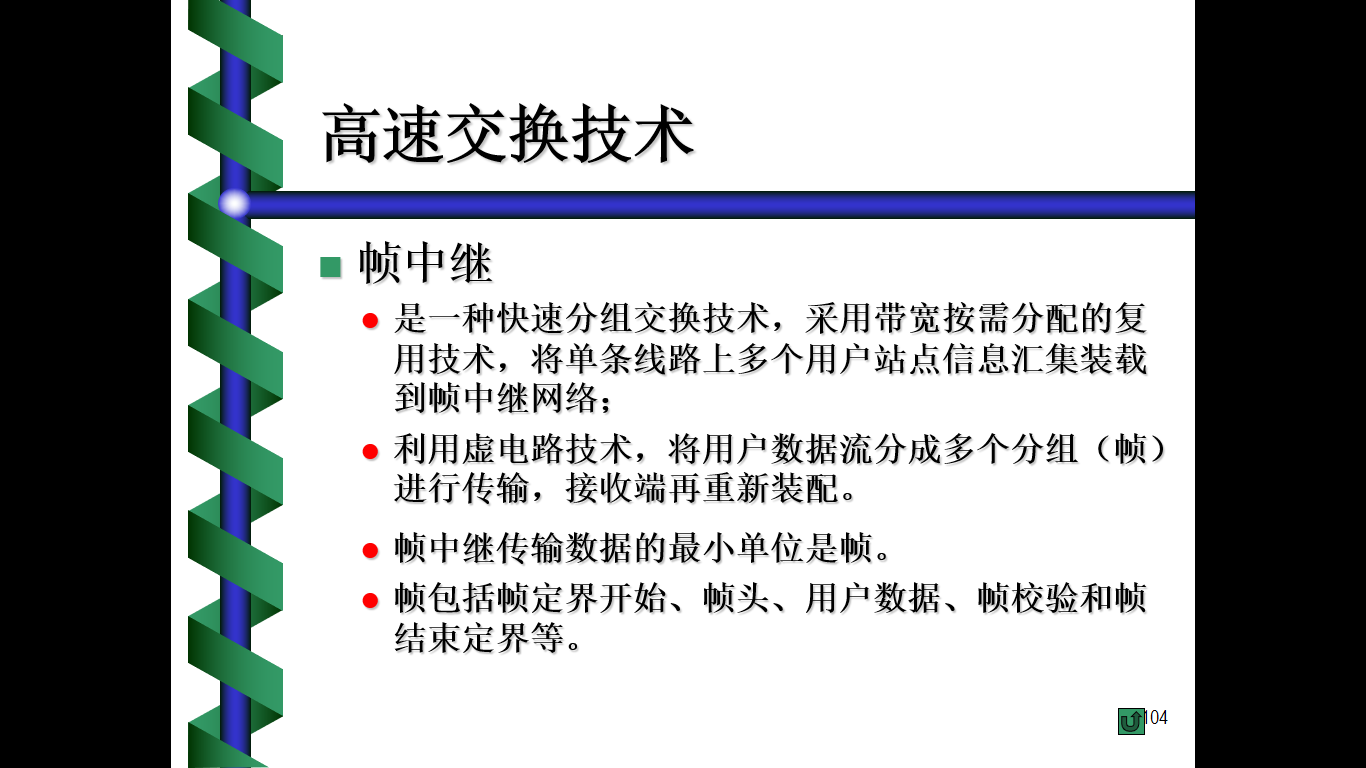 高速交换技术
帧中继
是一种快速分组交换技术，采用带宽按需分配的复
用技术，将单条线路上多个用户站点信息汇集装载
到帧中继网络；
利用虚电路技术，将用户数据流分成多个分组（帧）
进行传输，接收端再重新装配。
帧中继传输数据的最小单位是帧。
帧包括帧定界开始、帧头、用户数据、帧校验和帧
结束定界等。
104